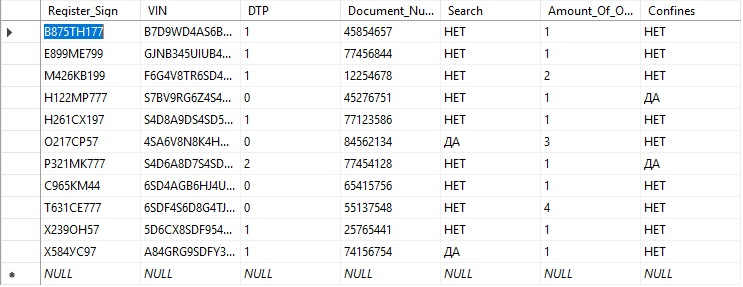 Register_Sign VIN DTP Document_Nu... Search Amount_Of_O... Confines
B875TH177 B7D9WD4AS6B... 1 45854657 НЕТ 1 НЕТ
E899ME799 GJNB345UIUB4... 1 77456844 НЕТ 1 НЕТ
M426KB199 F6G4V8TR6SD4... 1 12254678 НЕТ 2 НЕТ
H122MP777 S7BV9RG6Z4S4... 0 45276751 НЕТ 1 ДА
H261CX197 S4D8A9DS4SD5... 1 77123586 НЕТ 1 НЕТ
O217CP57 4SA6V8N8K4H... 0 84562134 ДА 3 НЕТ
P321MK777 S4D6A8D7S4SD... 2 77454128 НЕТ 1 ДА
C965KM44 6SD4AGB6HJ4U... 0 65415756 НЕТ 1 НЕТ
T631CE777 6SDF4S6D8G4TJ... 0 55137548 НЕТ 4 НЕТ
X239OH57 5D6CX8SDF954... 1 25765441 НЕТ 1 НЕТ
X584УC97 A84GRG9SDFY3... 1 74156754 ДА 1 НЕТ
NULL NULL NULL NULL NULL NULL NULL